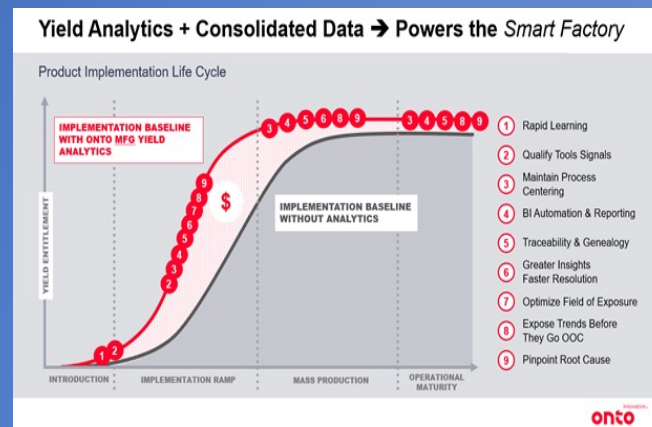 Yield Analytics + Consolidated Data → Powers the Smart Factory
Product Implementation Life Cycle
IMPLEMENTATION BASELINE
WITH ONTO MFG YIELD
ANALYTICS
$
IMPLEMENTATION BASELINE
WITHOUT ANALYTICS
YIELD ENTITLEMENT
1 2
2 3 4 5 6 7 8 9
3 4 5 6 8 9
3 4 5 8 9
INTRODUCTION
IMPLEMENTATION RAMP
MASS PRODUCTION
OPERATIONAL
MATURITY
1 Rapid Learning
2 Qualify Tools Signals
3 Maintain Process
Centering
4 BI Automation & Reporting
5 Traceability & Genealogy
6 Greater Insights
Faster Resolution
7 Optimize Field of Exposure
8 Expose Trends Before
They Go OOC
9 Pinpoint Root Cause
onto